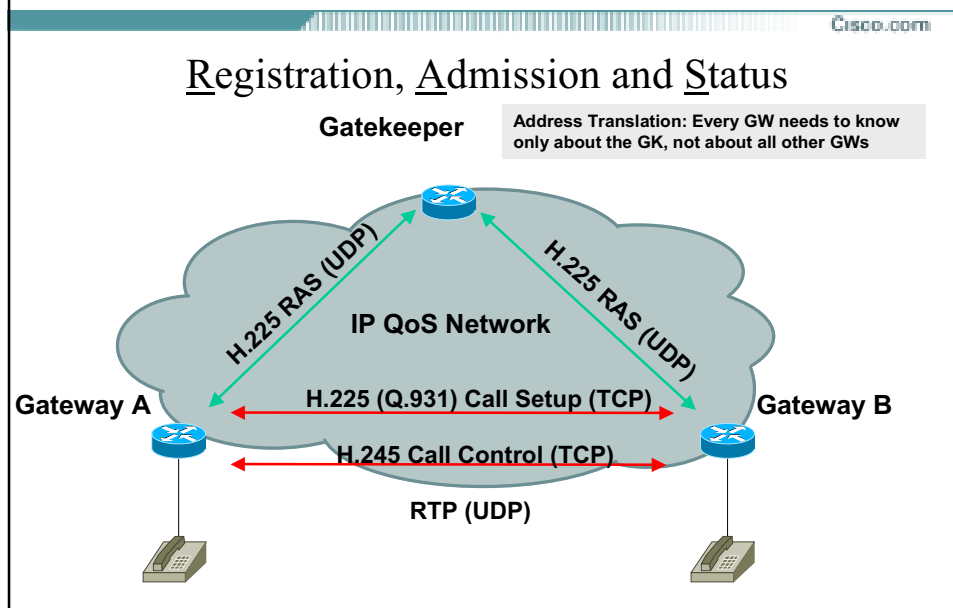 Cisco.com
Registration, Admission and Status
Gatekeeper
Address Translation: Every GW needs to know
only about the GK, not about all other GWs
H.225 RAS (UDP)
H.225 RAS (UDP)
IP QoS Network
Gateway A
H.225 (Q.931) Call Setup (TCP)
Gateway B
H.245 Call Control (TCP)
RTP (UDP)